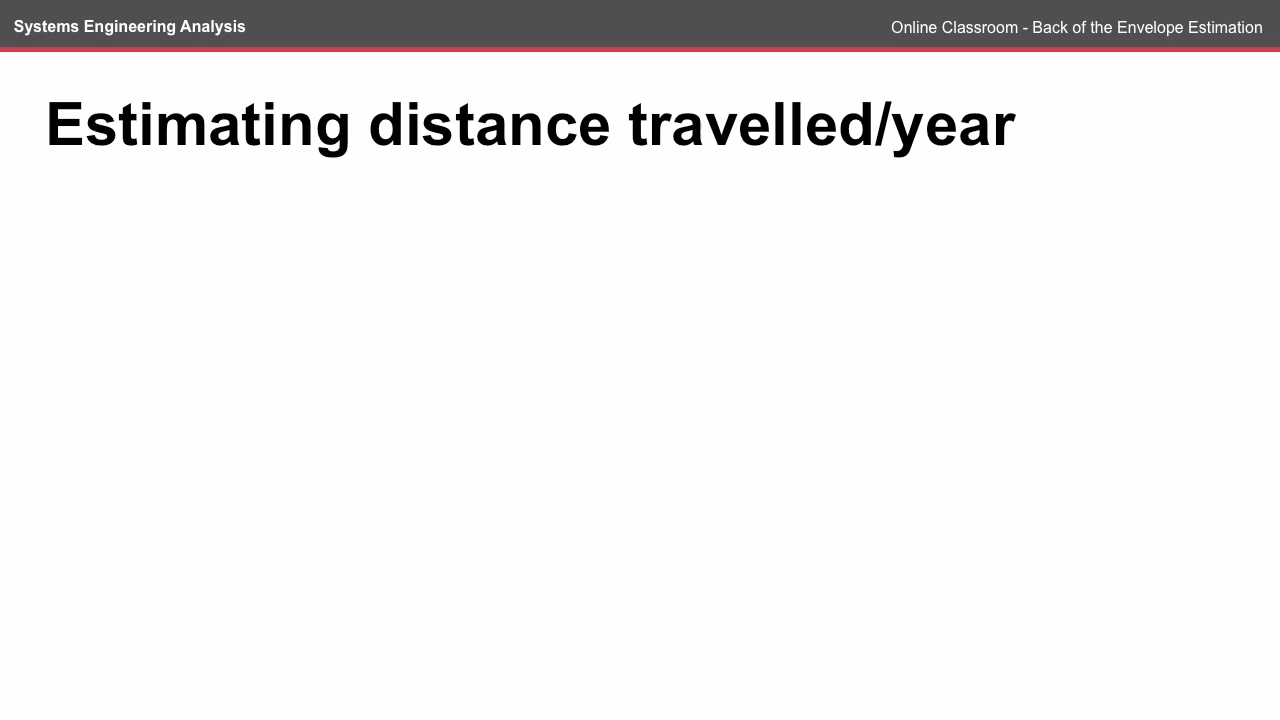 Systems Engineering Analysis
Online Classroom - Back of the Envelope Estimation
Estimating distance travelled/year